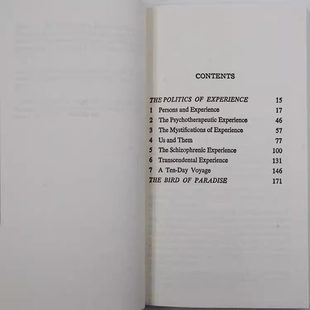 CONTENTS
THE POLITICS OF EXPERIENCE 15
1 Persons and Experience 17
2 The Psychotherapeutic Experience 46
3 The Mystifications of Experience 57
4 Us and Them 77
5 The Schizophrenic Experience 100
6 Transcendental Experience 131
7 A Ten-Day Voyage 146
THE BIRD OF PARADISE 171